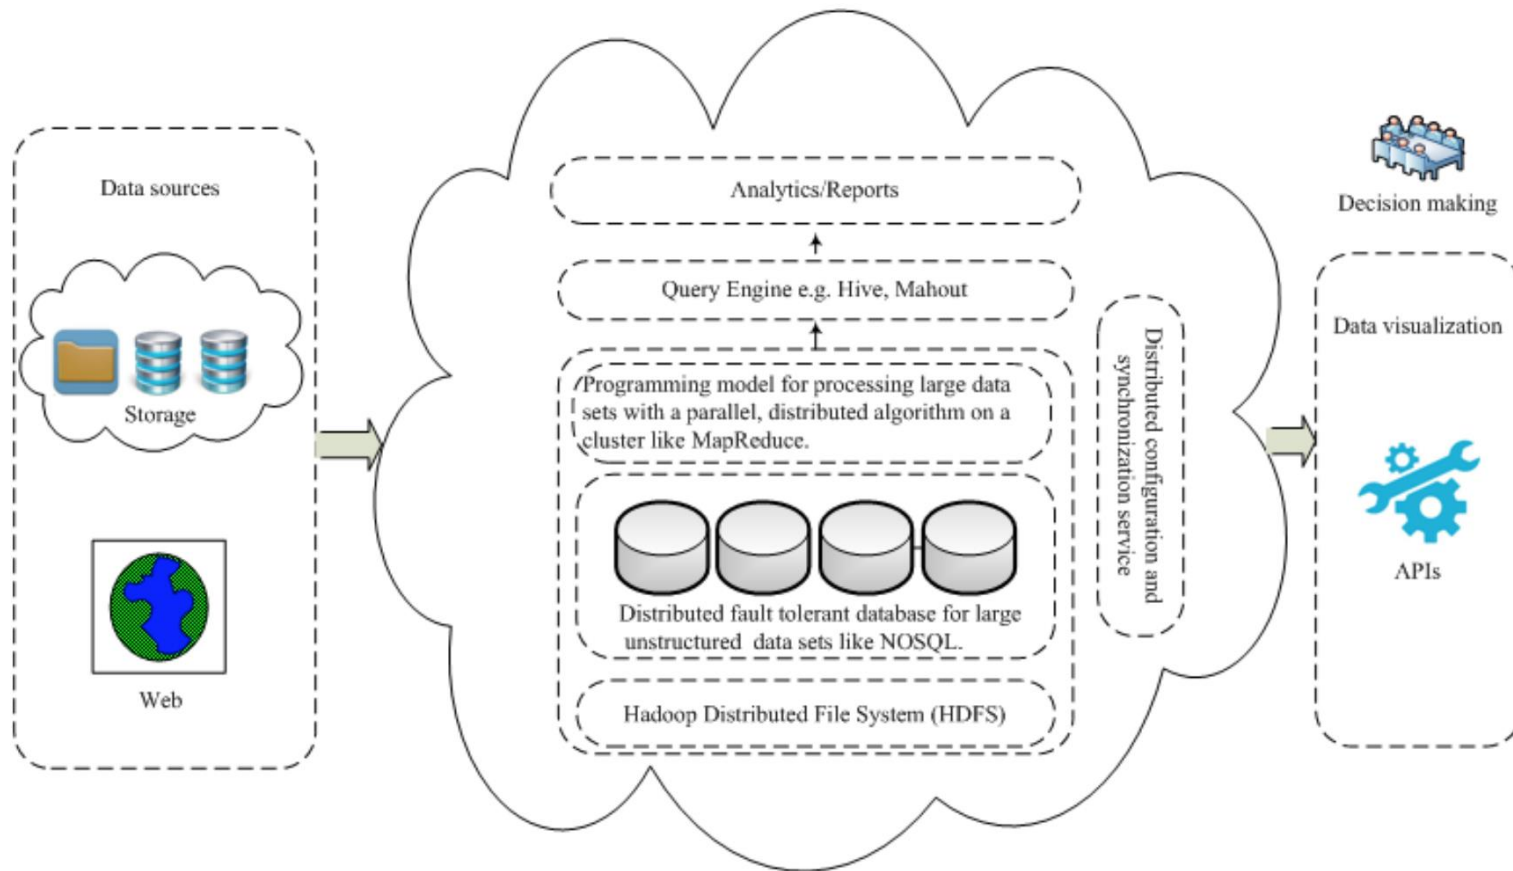 Data sources
Storage
Web
Analytics/Reports
Query Engine e.g. Hive, Mahout
Programming model for processing large data
sets with a parallel, distributed algorithm on a
cluster like MapReduce.
Distributed fault tolerant database for large
unstructured data sets like NOSQL.
Hadoop Distributed File System (HDFS)
Distributed configuration and
synchronization service
Decision making
Data visualization
APIs